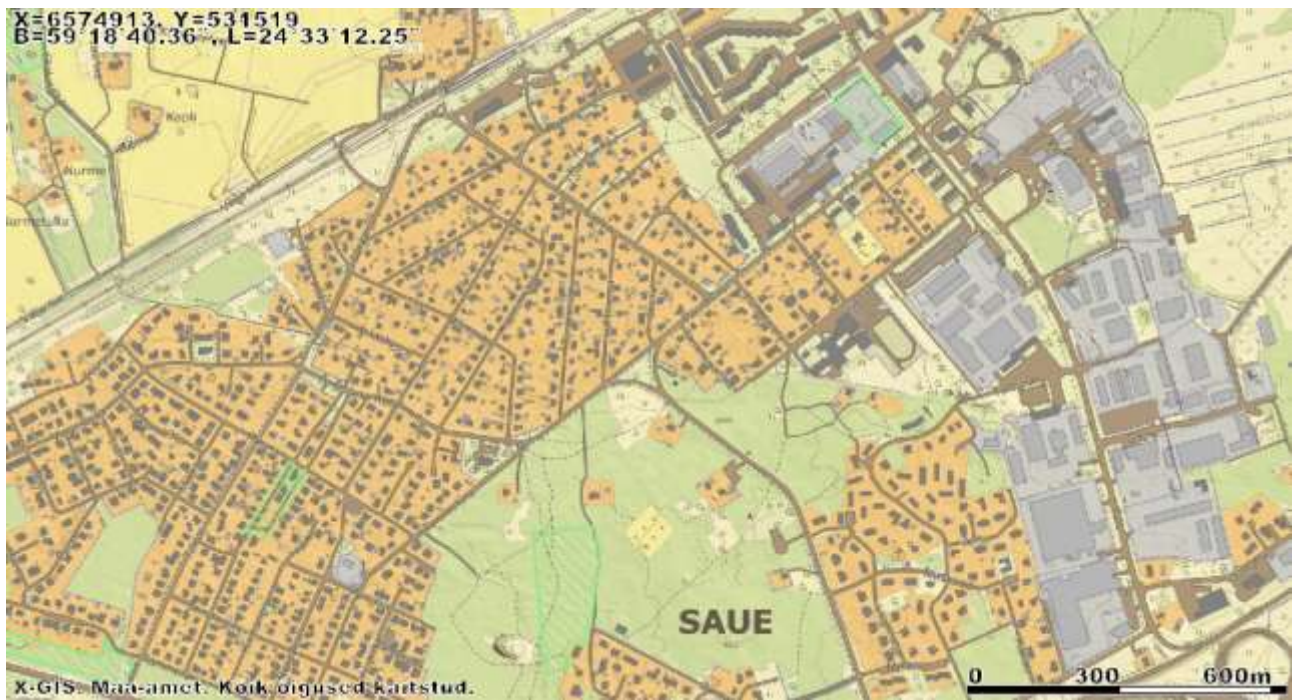 X=6574913, Y=531519
B=59°18'40.36", L=24°33'12.25"
Kooli
Nurme
SAUE
0 300 600m
X-GIS. Maa-amet. Kõik õigused kaitstud.